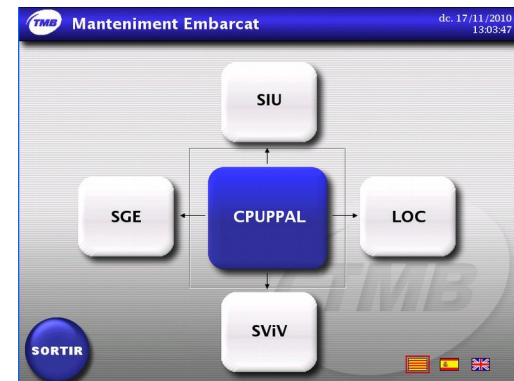 TMB Manteniment Embarcat
dc. 17/11/2010
13:03:47
SIU
SGE
CPUPPAL
LOC
SViV
TMB
SORTIR